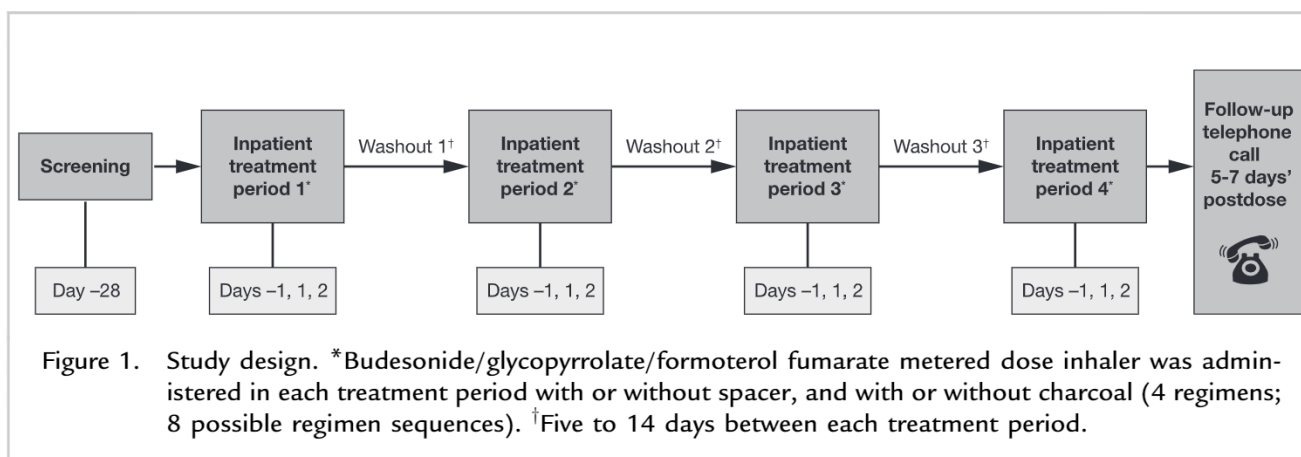 Screening
Day –28
Inpatient
treatment
period 1*
Days –1, 1, 2
Washout 1†
Inpatient
treatment
period 2*
Days –1, 1, 2
Washout 2†
Inpatient
treatment
period 3*
Days –1, 1, 2
Washout 3†
Inpatient
treatment
period 4*
Days –1, 1, 2
Follow-up
telephone
call
5-7 days’
postdose
Figure 1. Study design. *Budesonide/glycopyrrolate/formoterol fumarate metered dose inhaler was admin-
istered in each treatment period with or without spacer, and with or without charcoal (4 regimens;
8 possible regimen sequences). †Five to 14 days between each treatment period.